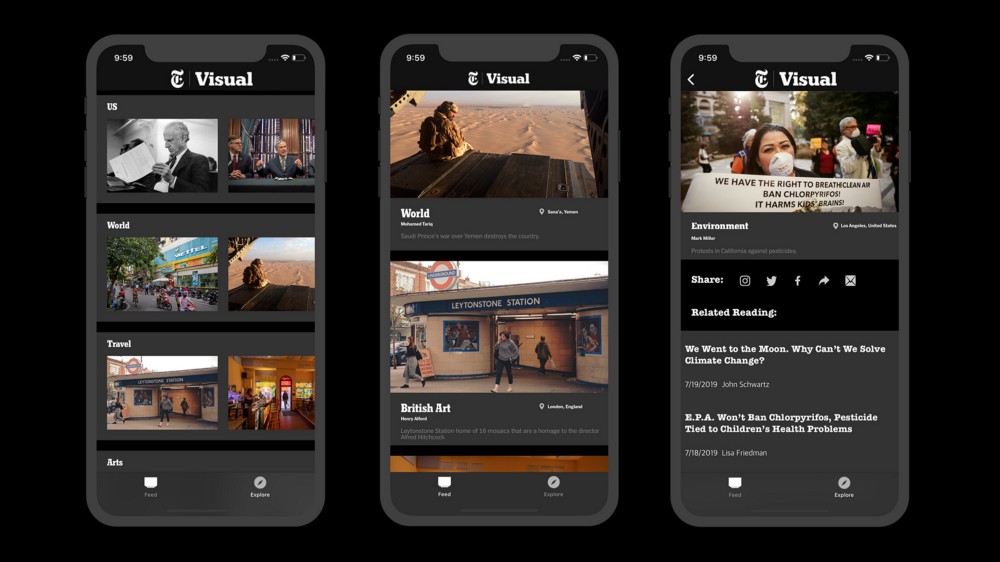 9:59
T Visual
US
World
VIETTEL
Travel
LEYTONSTONE STATION
Arts
Feed
Explore
9:59
T Visual
World
Sana'a, Yemen
Mohamed Tariq
Saudi Prince's war over Yemen destroys the country.
UNDERGROUND
LEYTONSTONE STATION
British Art
London, England
Henry Alford
Leytonstone Station home of 16 mosaics that are a homage to the director
Alfred Hitchcock
Feed
Explore
9:59
T Visual
WE HAVE THE RIGHT TO BREATHECLEAN AIR
BAN CHLORPYRIFOS!
IT HARMS KIDS' BRAINS!
Environment
Los Angeles, United States
Mark Miller
Protests in California against pesticides.
Share:
Related Reading:
We Went to the Moon. Why Can't We Solve
Climate Change?
7/19/2019 John Schwartz
E.P.A. Won't Ban Chlorpyrifos, Pesticide
Tied to Children's Health Problems
7/18/2019 Lisa Friedman
Feed
Explore